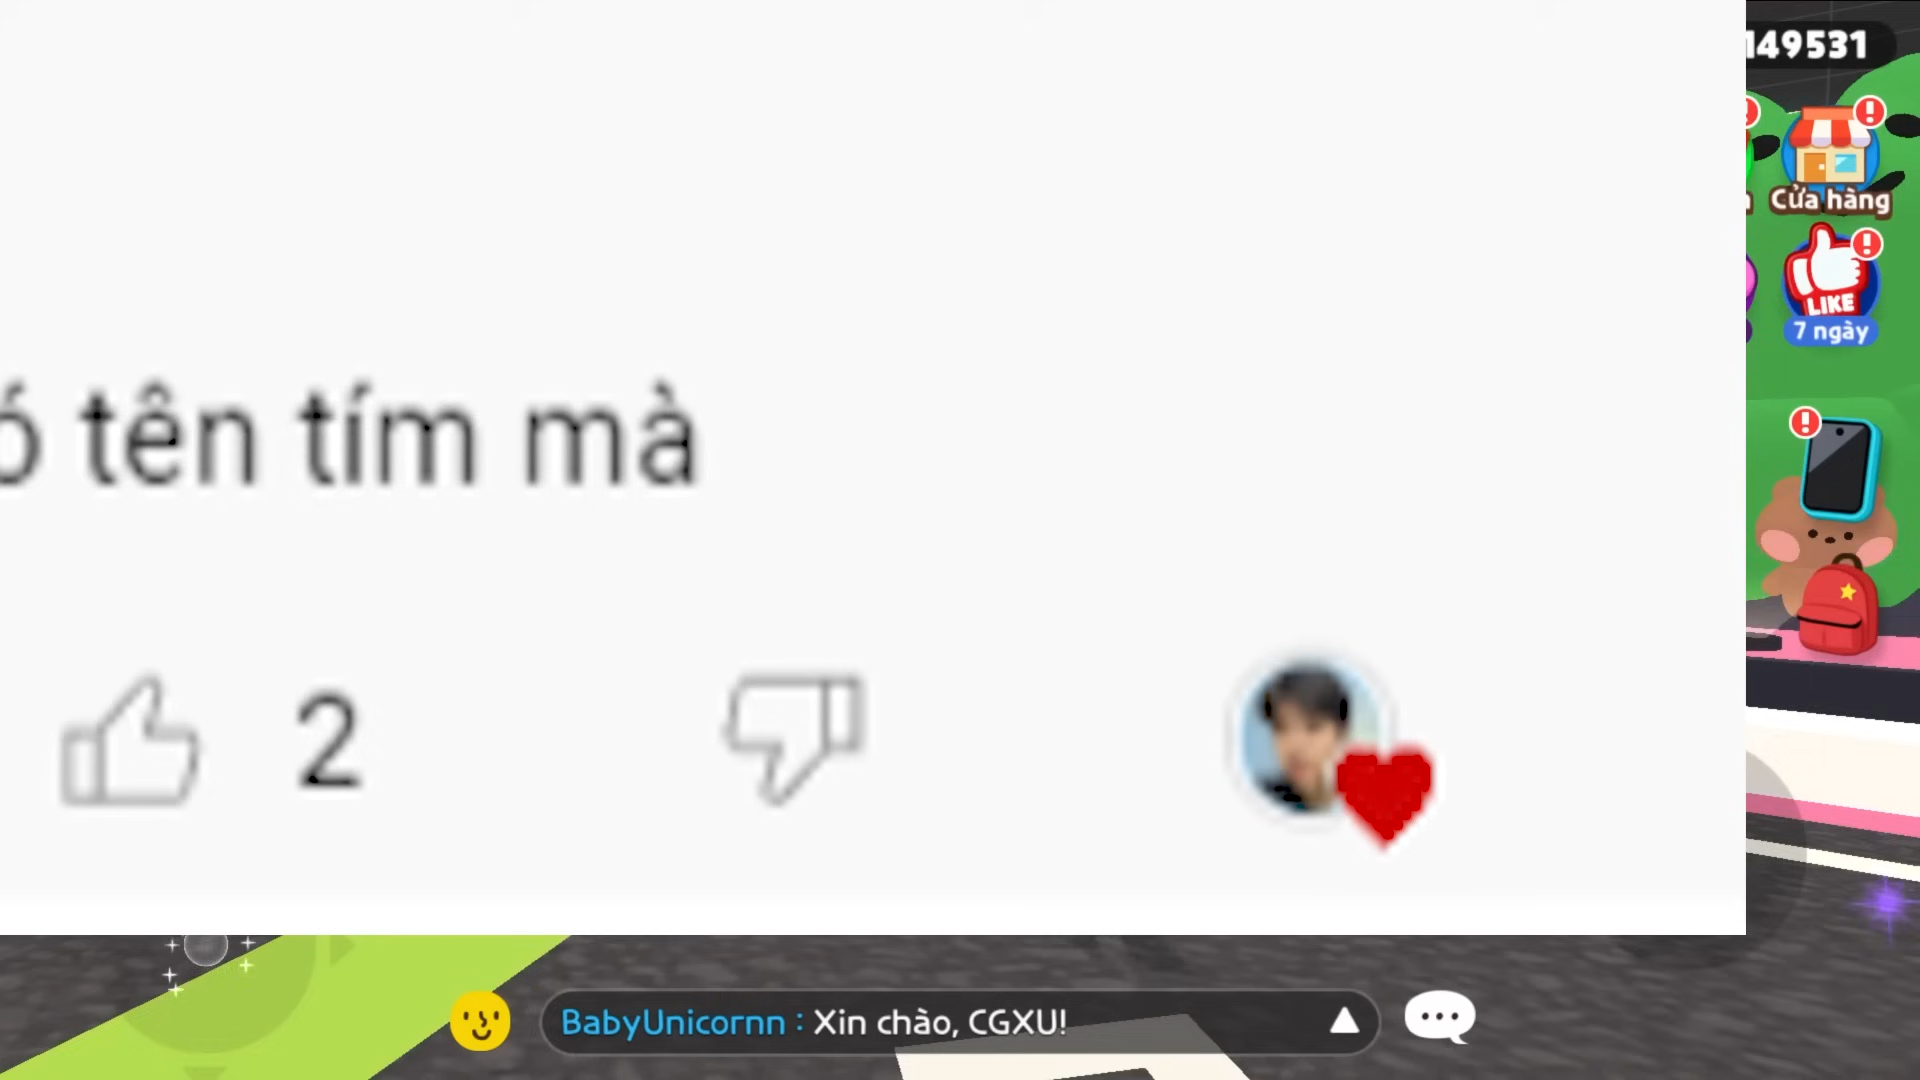 149531
Cửa hàng
LIKE
7 ngày
tên tím mà
2
BabyUnicornn : Xin chào, CGXU!